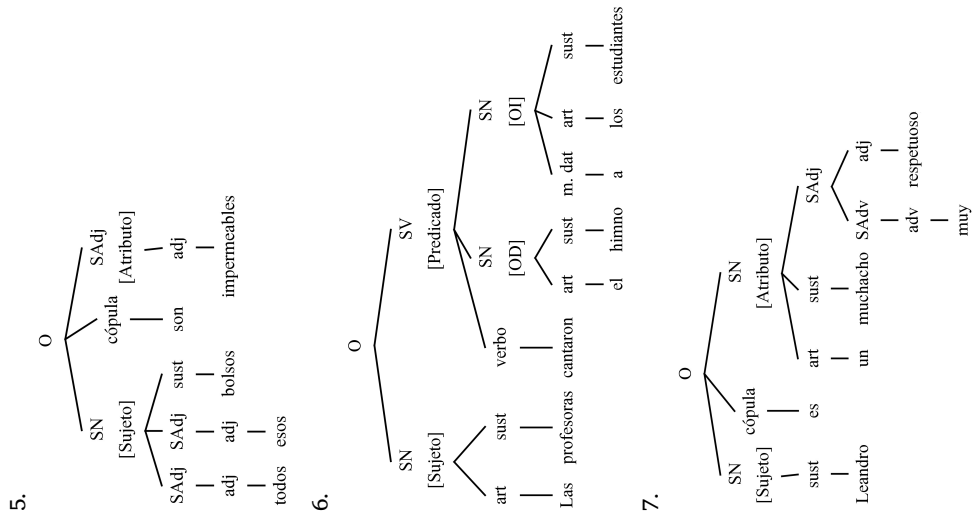 5.
O
SN cópula SAdj
[Sujeto] [Atributo]
SAdj SAdj sust son adj
adj adj bolsos impermeables
todos esos
6.
O
SN SV
[Sujeto] [Predicado]
art sust verbo SN SN
[OD] [OI]
Las profesoras cantaron art sust m. dat art sust
el himno a los estudiantes
7.
O
SN cópula SN
[Sujeto] [Atributo]
sust es art sust SAdj
Leandro un muchacho SAdv adj
adv respetuoso
muy